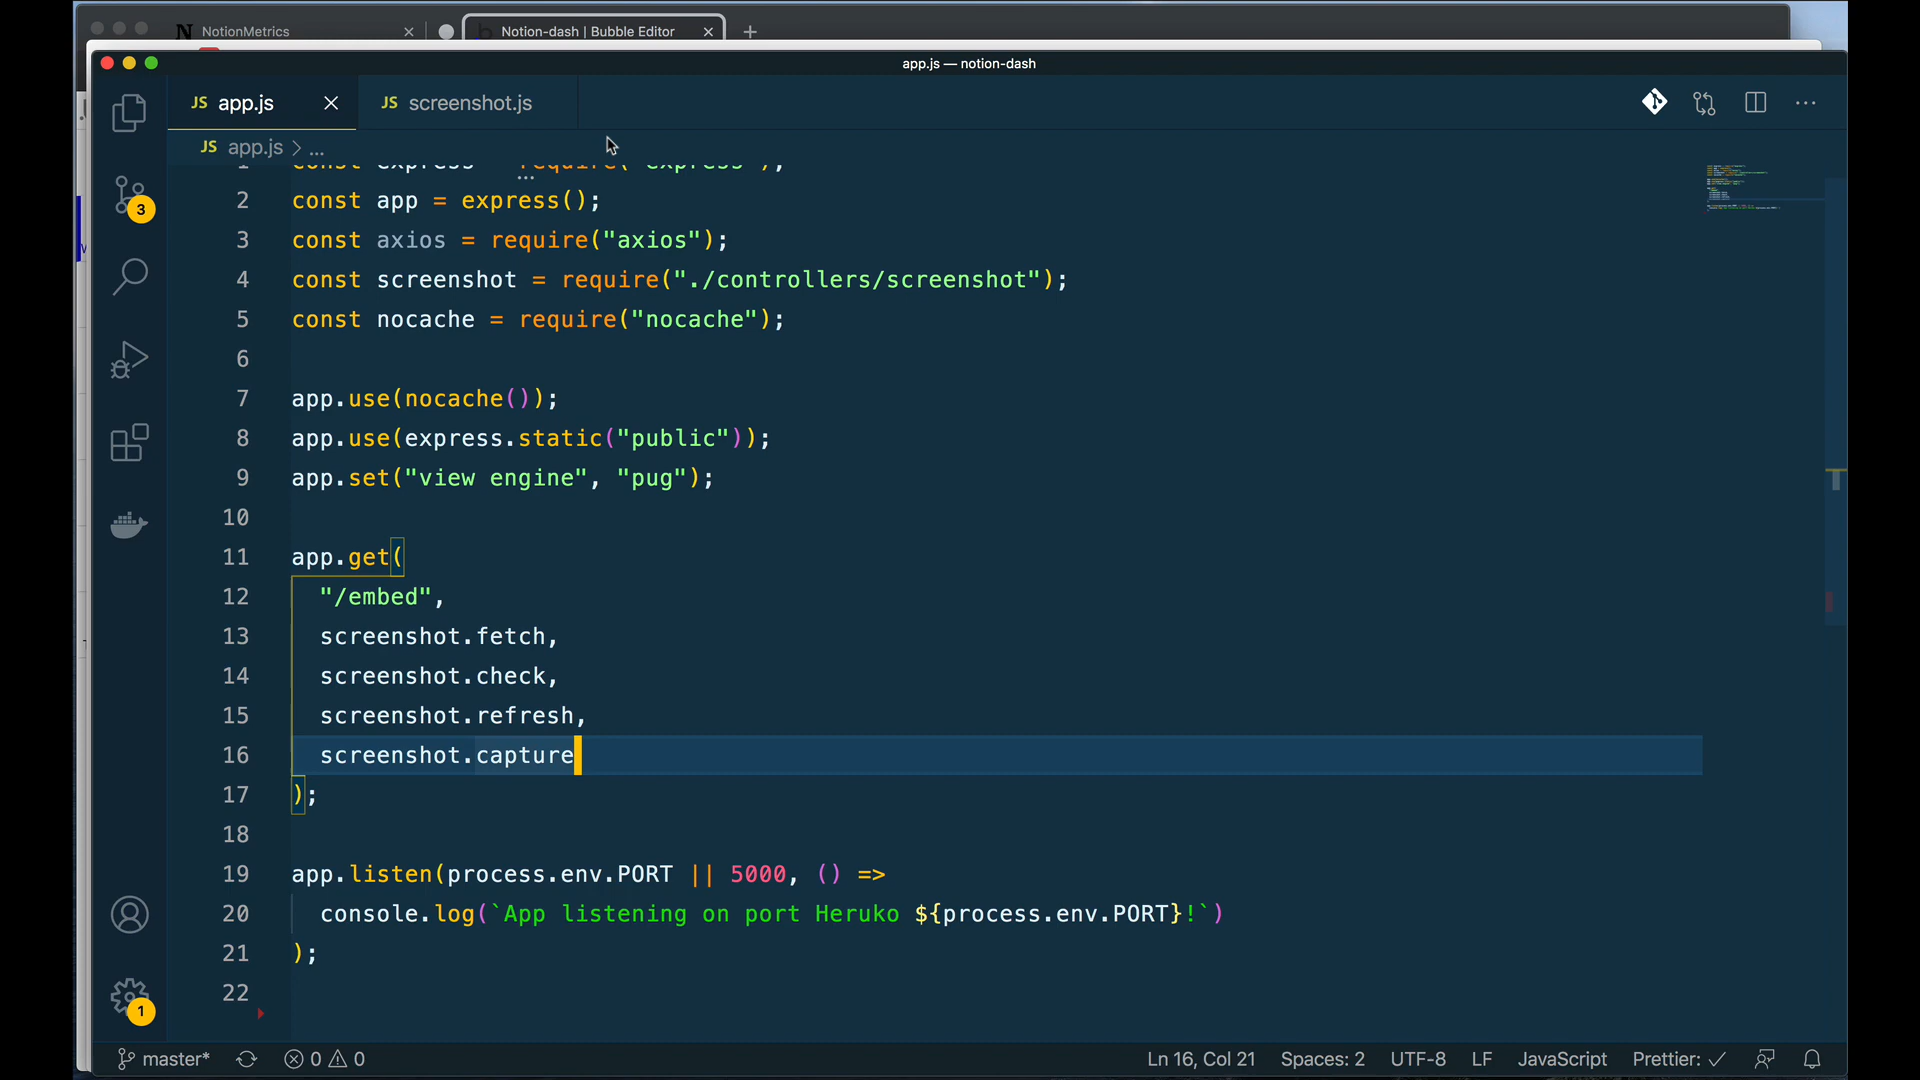 NotionMetrics
Notion-dash | Bubble Editor
app.js — notion-dash
JS app.js
JS screenshot.js
JS app.js > ...
1 const express = require("express");
2 const app = express();
3 const axios = require("axios");
4 const screenshot = require("./controllers/screenshot");
5 const nocache = require("nocache");
6
7 app.use(nocache());
8 app.use(express.static("public"));
9 app.set("view engine", "pug");
10
11 app.get(
12 "/embed",
13 screenshot.fetch,
14 screenshot.check,
15 screenshot.refresh,
16 screenshot.capture
17 );
18
19 app.listen(process.env.PORT || 5000, () =>
20 console.log(`App listening on port Heruko ${process.env.PORT}!`)
21 );
22
3
1
master* 0 0 Ln 16, Col 21 Spaces: 2 UTF-8 LF JavaScript Prettier: ✓